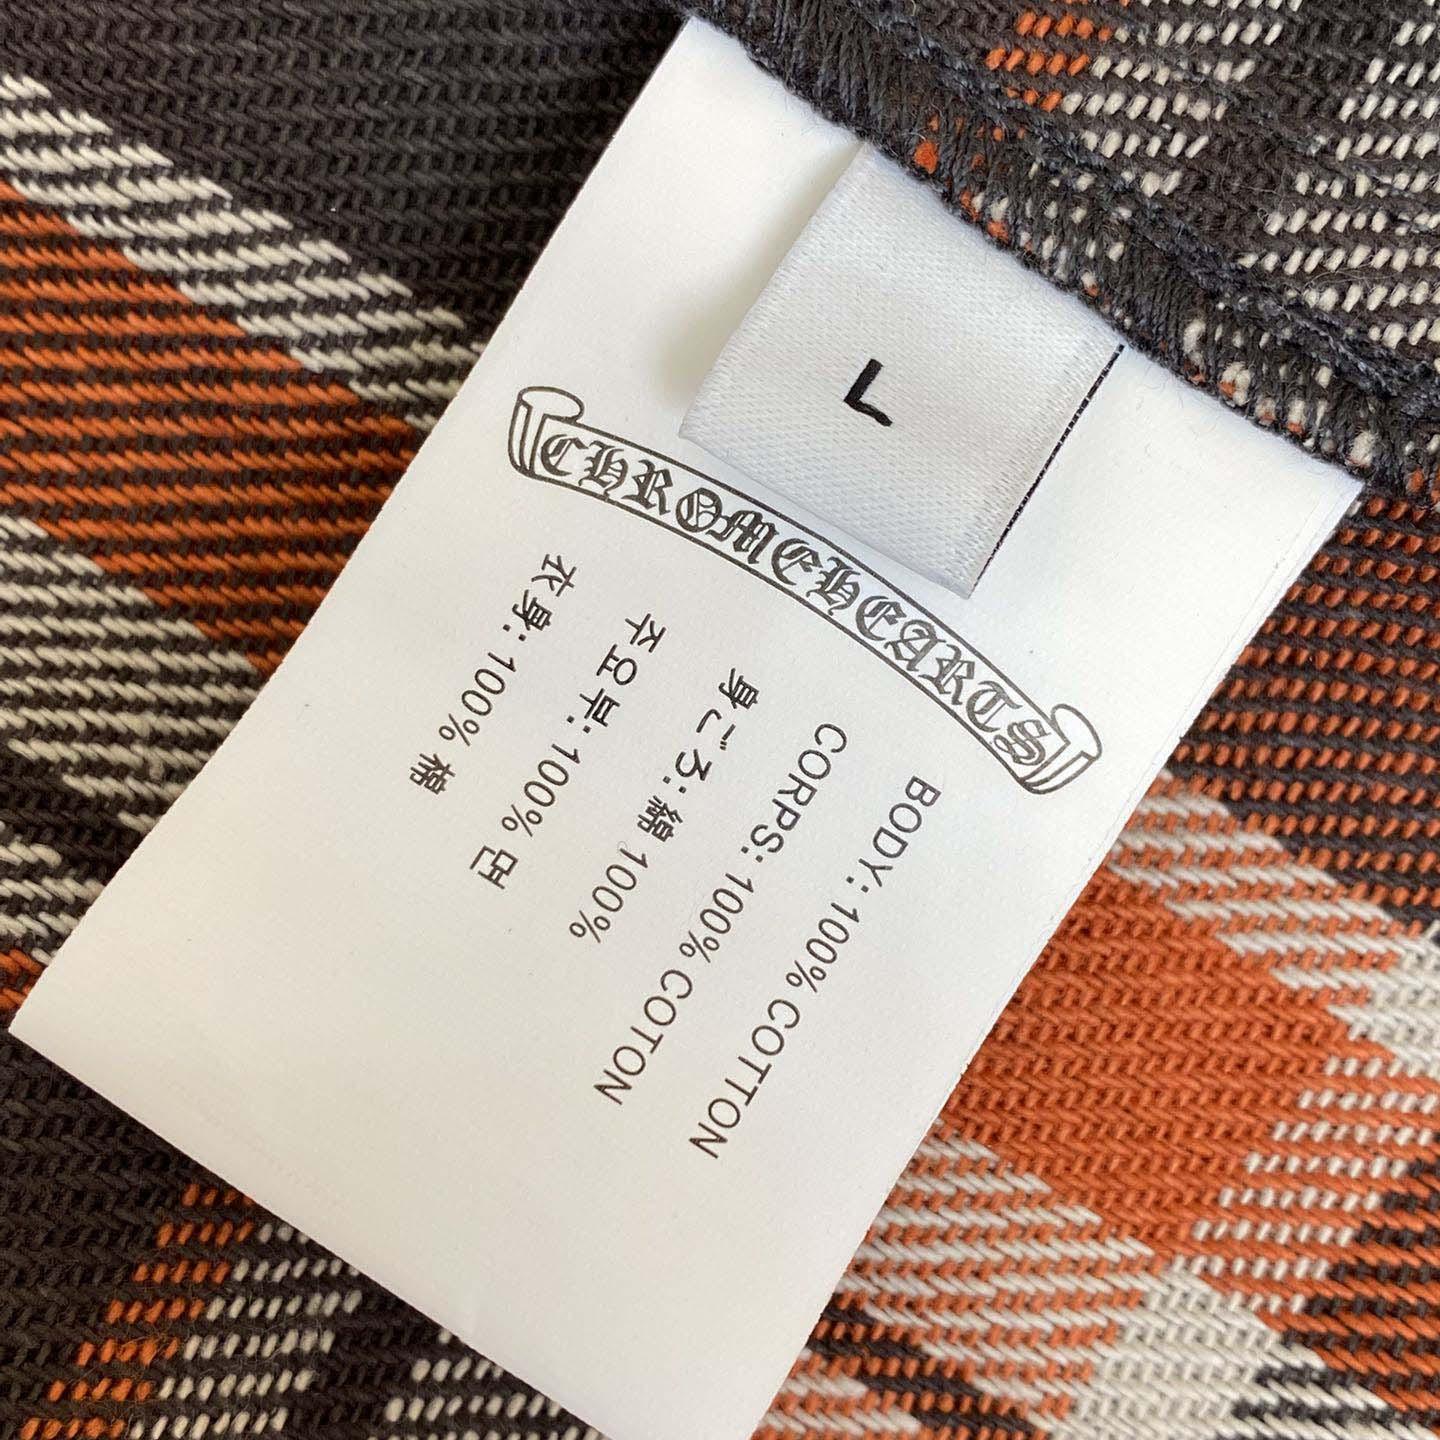 L
CHROME HEARTS
BODY: 100% COTTON
CORPS: 100% COTON
身ごろ: 綿 100%
주요부: 100% 면
衣身: 100% 棉